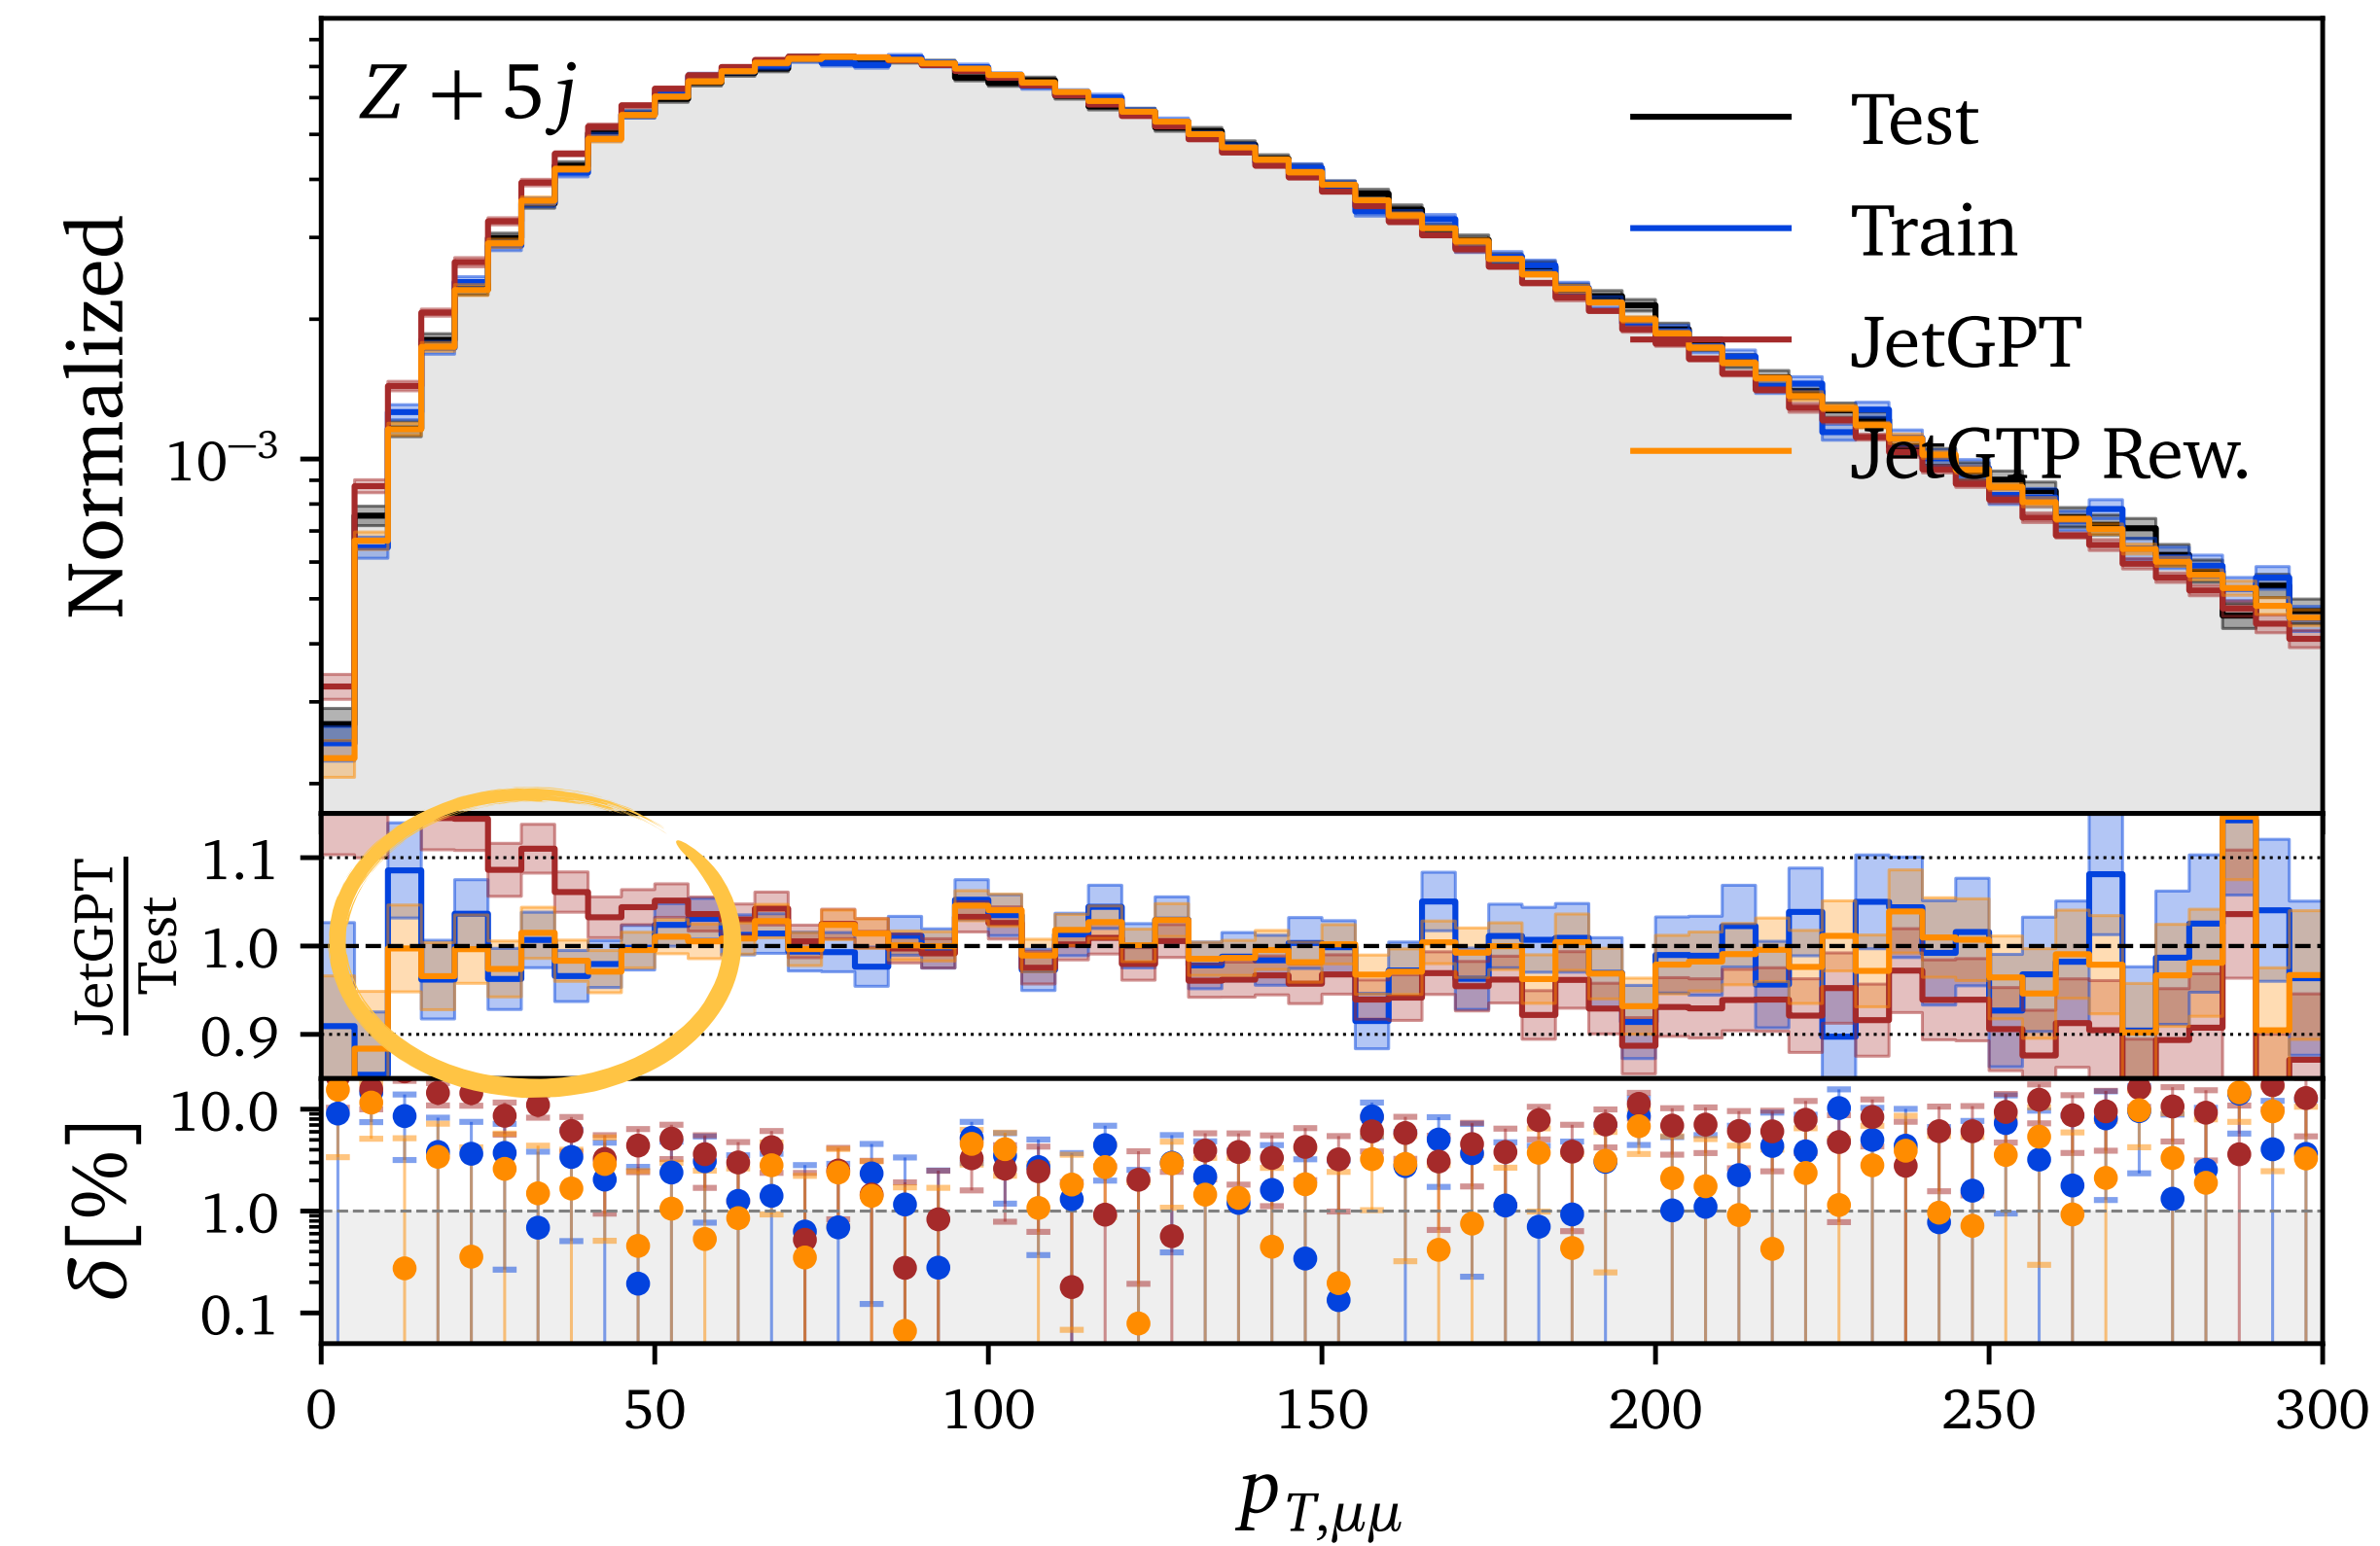 Z + 5j
Test
Train
JetGPT
JetGTP Rew.
Normalized
10⁻³
JetGPT
Test
1.1
1.0
0.9
δ [%]
10.0
1.0
0.1
0 50 100 150 200 250 300
p_{T,μμ}